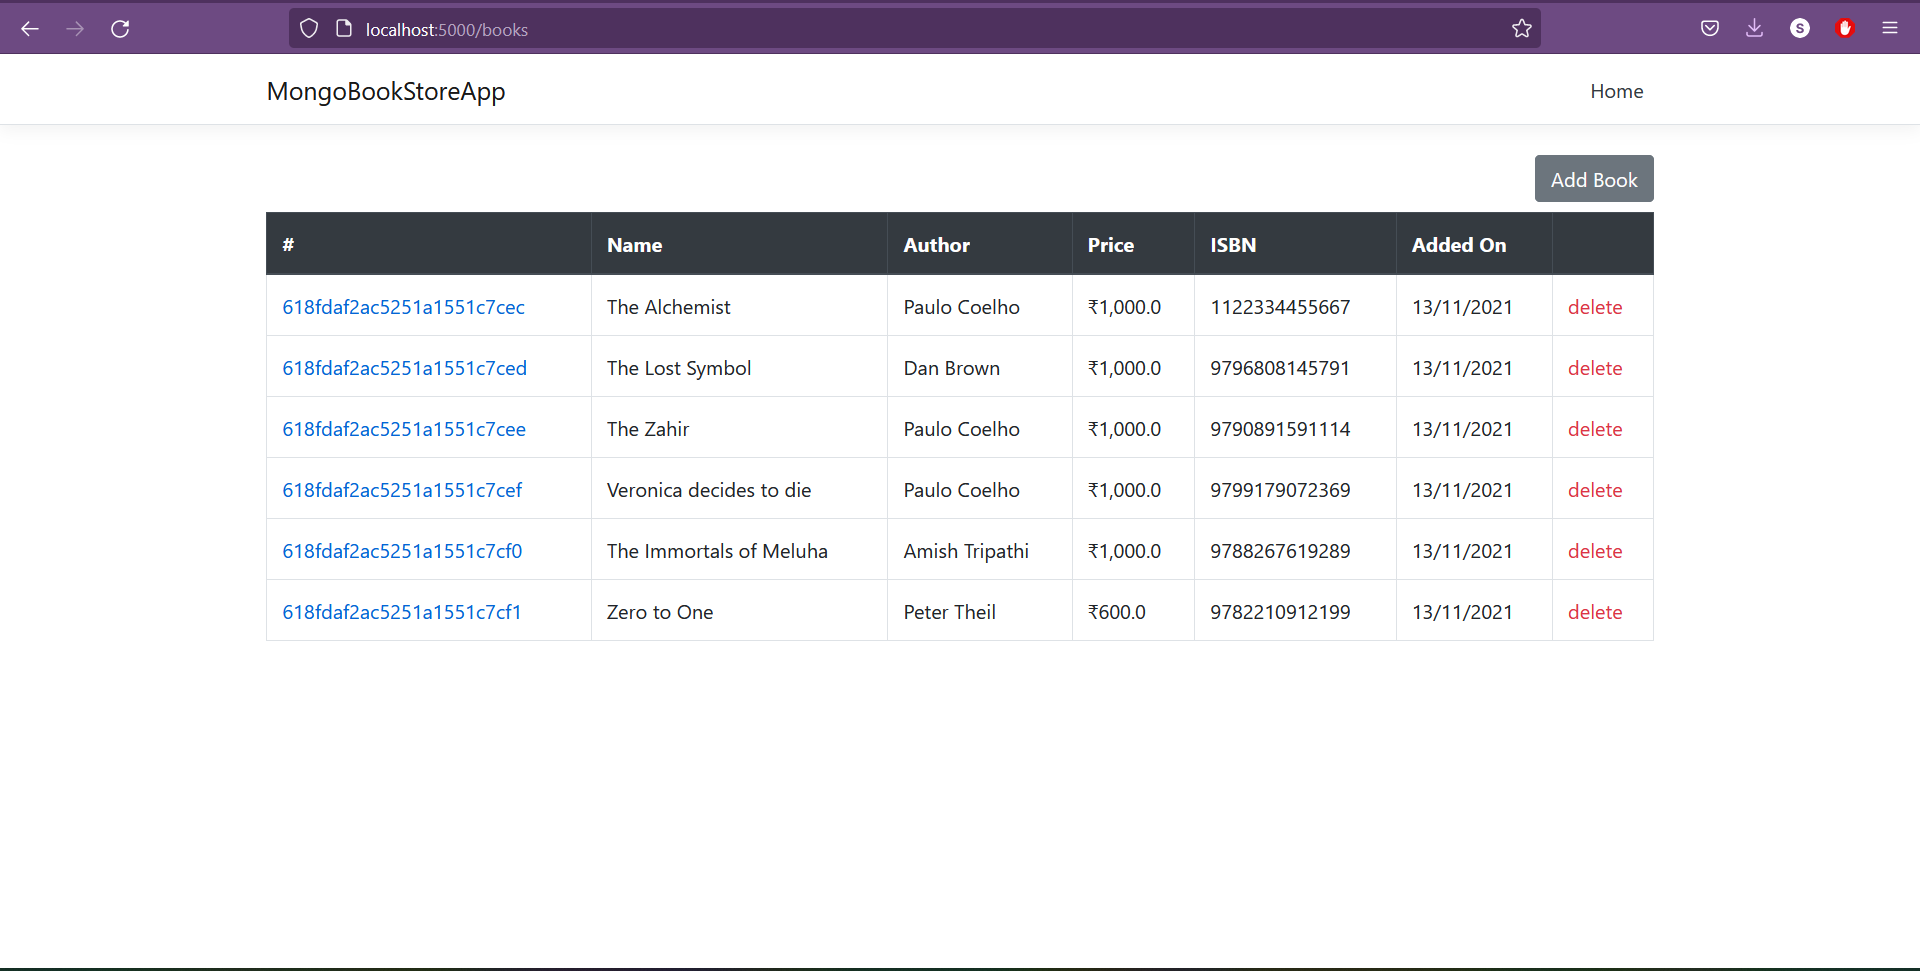 localhost:5000/books
S
MongoBookStoreApp Home
Add Book
# Name Author Price ISBN Added On
618fdaf2ac5251a1551c7cec The Alchemist Paulo Coelho ₹1,000.0 1122334455667 13/11/2021 delete
618fdaf2ac5251a1551c7ced The Lost Symbol Dan Brown ₹1,000.0 9796808145791 13/11/2021 delete
618fdaf2ac5251a1551c7cee The Zahir Paulo Coelho ₹1,000.0 9790891591114 13/11/2021 delete
618fdaf2ac5251a1551c7cef Veronica decides to die Paulo Coelho ₹1,000.0 9799179072369 13/11/2021 delete
618fdaf2ac5251a1551c7cf0 The Immortals of Meluha Amish Tripathi ₹1,000.0 9788267619289 13/11/2021 delete
618fdaf2ac5251a1551c7cf1 Zero to One Peter Theil ₹600.0 9782210912199 13/11/2021 delete